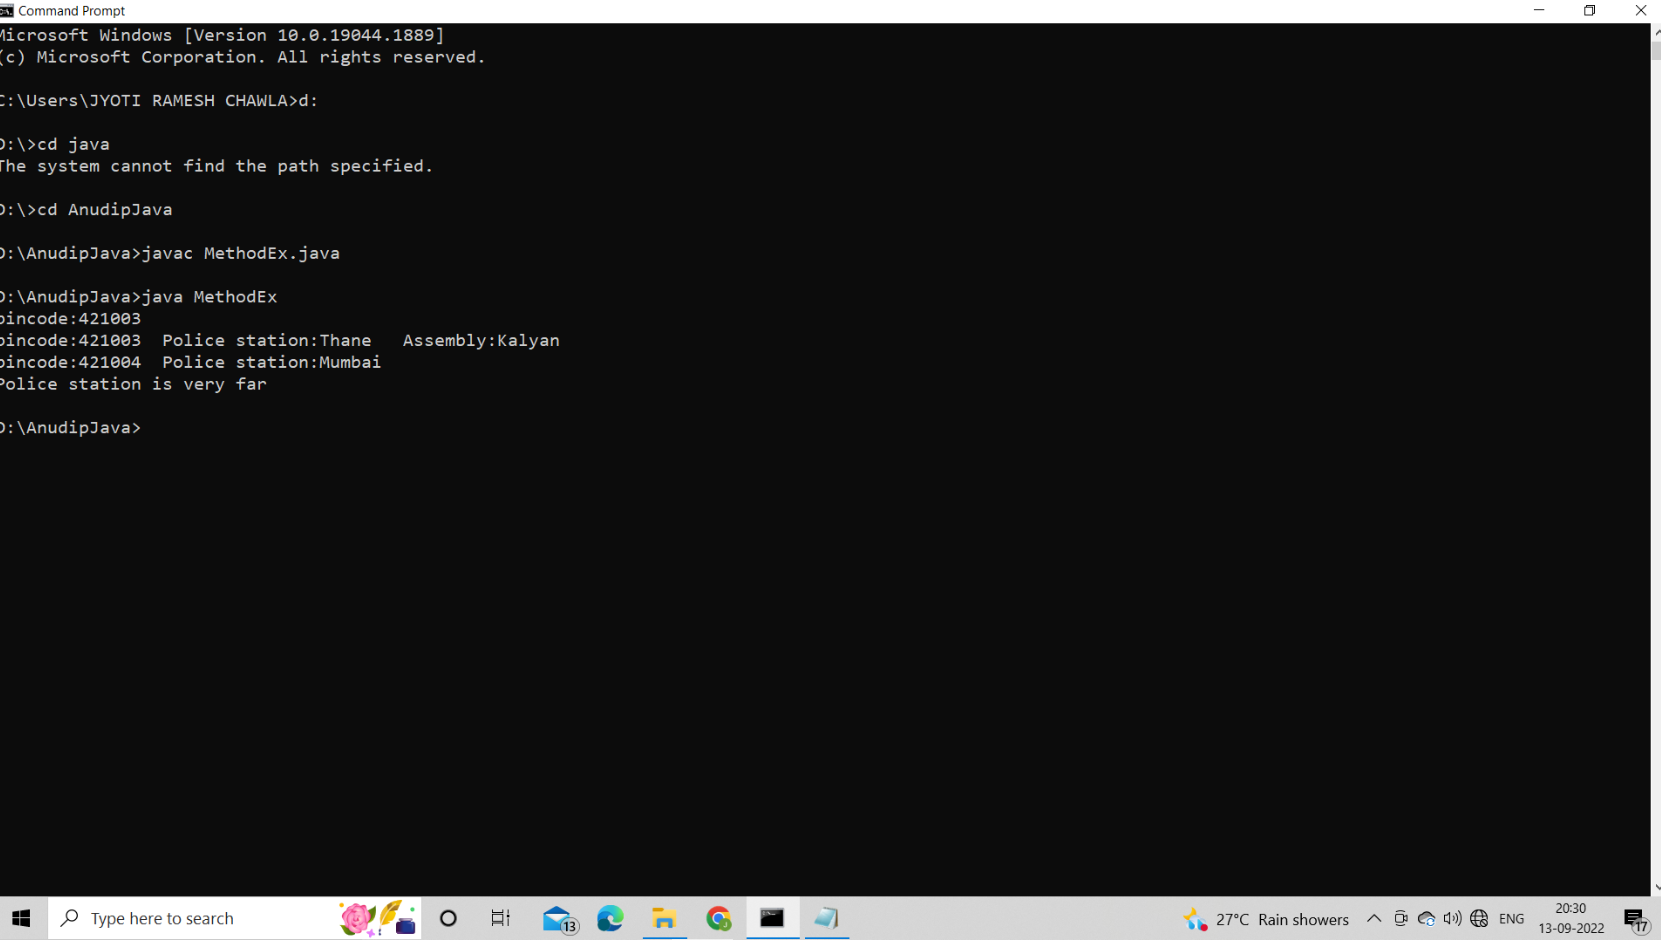 Command Prompt
Microsoft Windows [Version 10.0.19044.1889]
(c) Microsoft Corporation. All rights reserved.
C:\Users\JYOTI RAMESH CHAWLA>d:
D:\>cd java
The system cannot find the path specified.
D:\>cd AnudipJava
D:\AnudipJava>javac MethodEx.java
D:\AnudipJava>java MethodEx
pincode:421003
pincode:421003  Police station:Thane   Assembly:Kalyan
pincode:421004  Police station:Mumbai
Police station is very far
D:\AnudipJava>
Type here to search
13
27°C Rain showers
ENG
20:30
13-09-2022
17